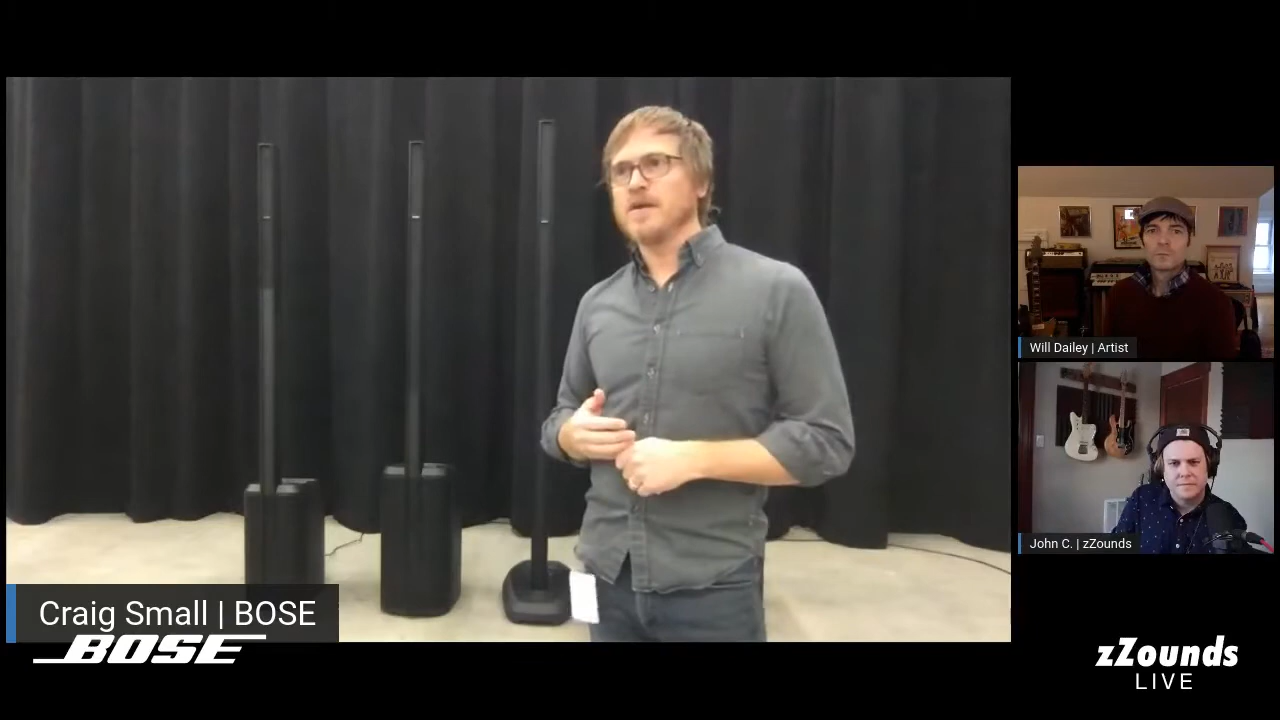 Will Dailey | Artist
John C. | zZounds
Craig Small | BOSE
BOSE
zZounds
LIVE